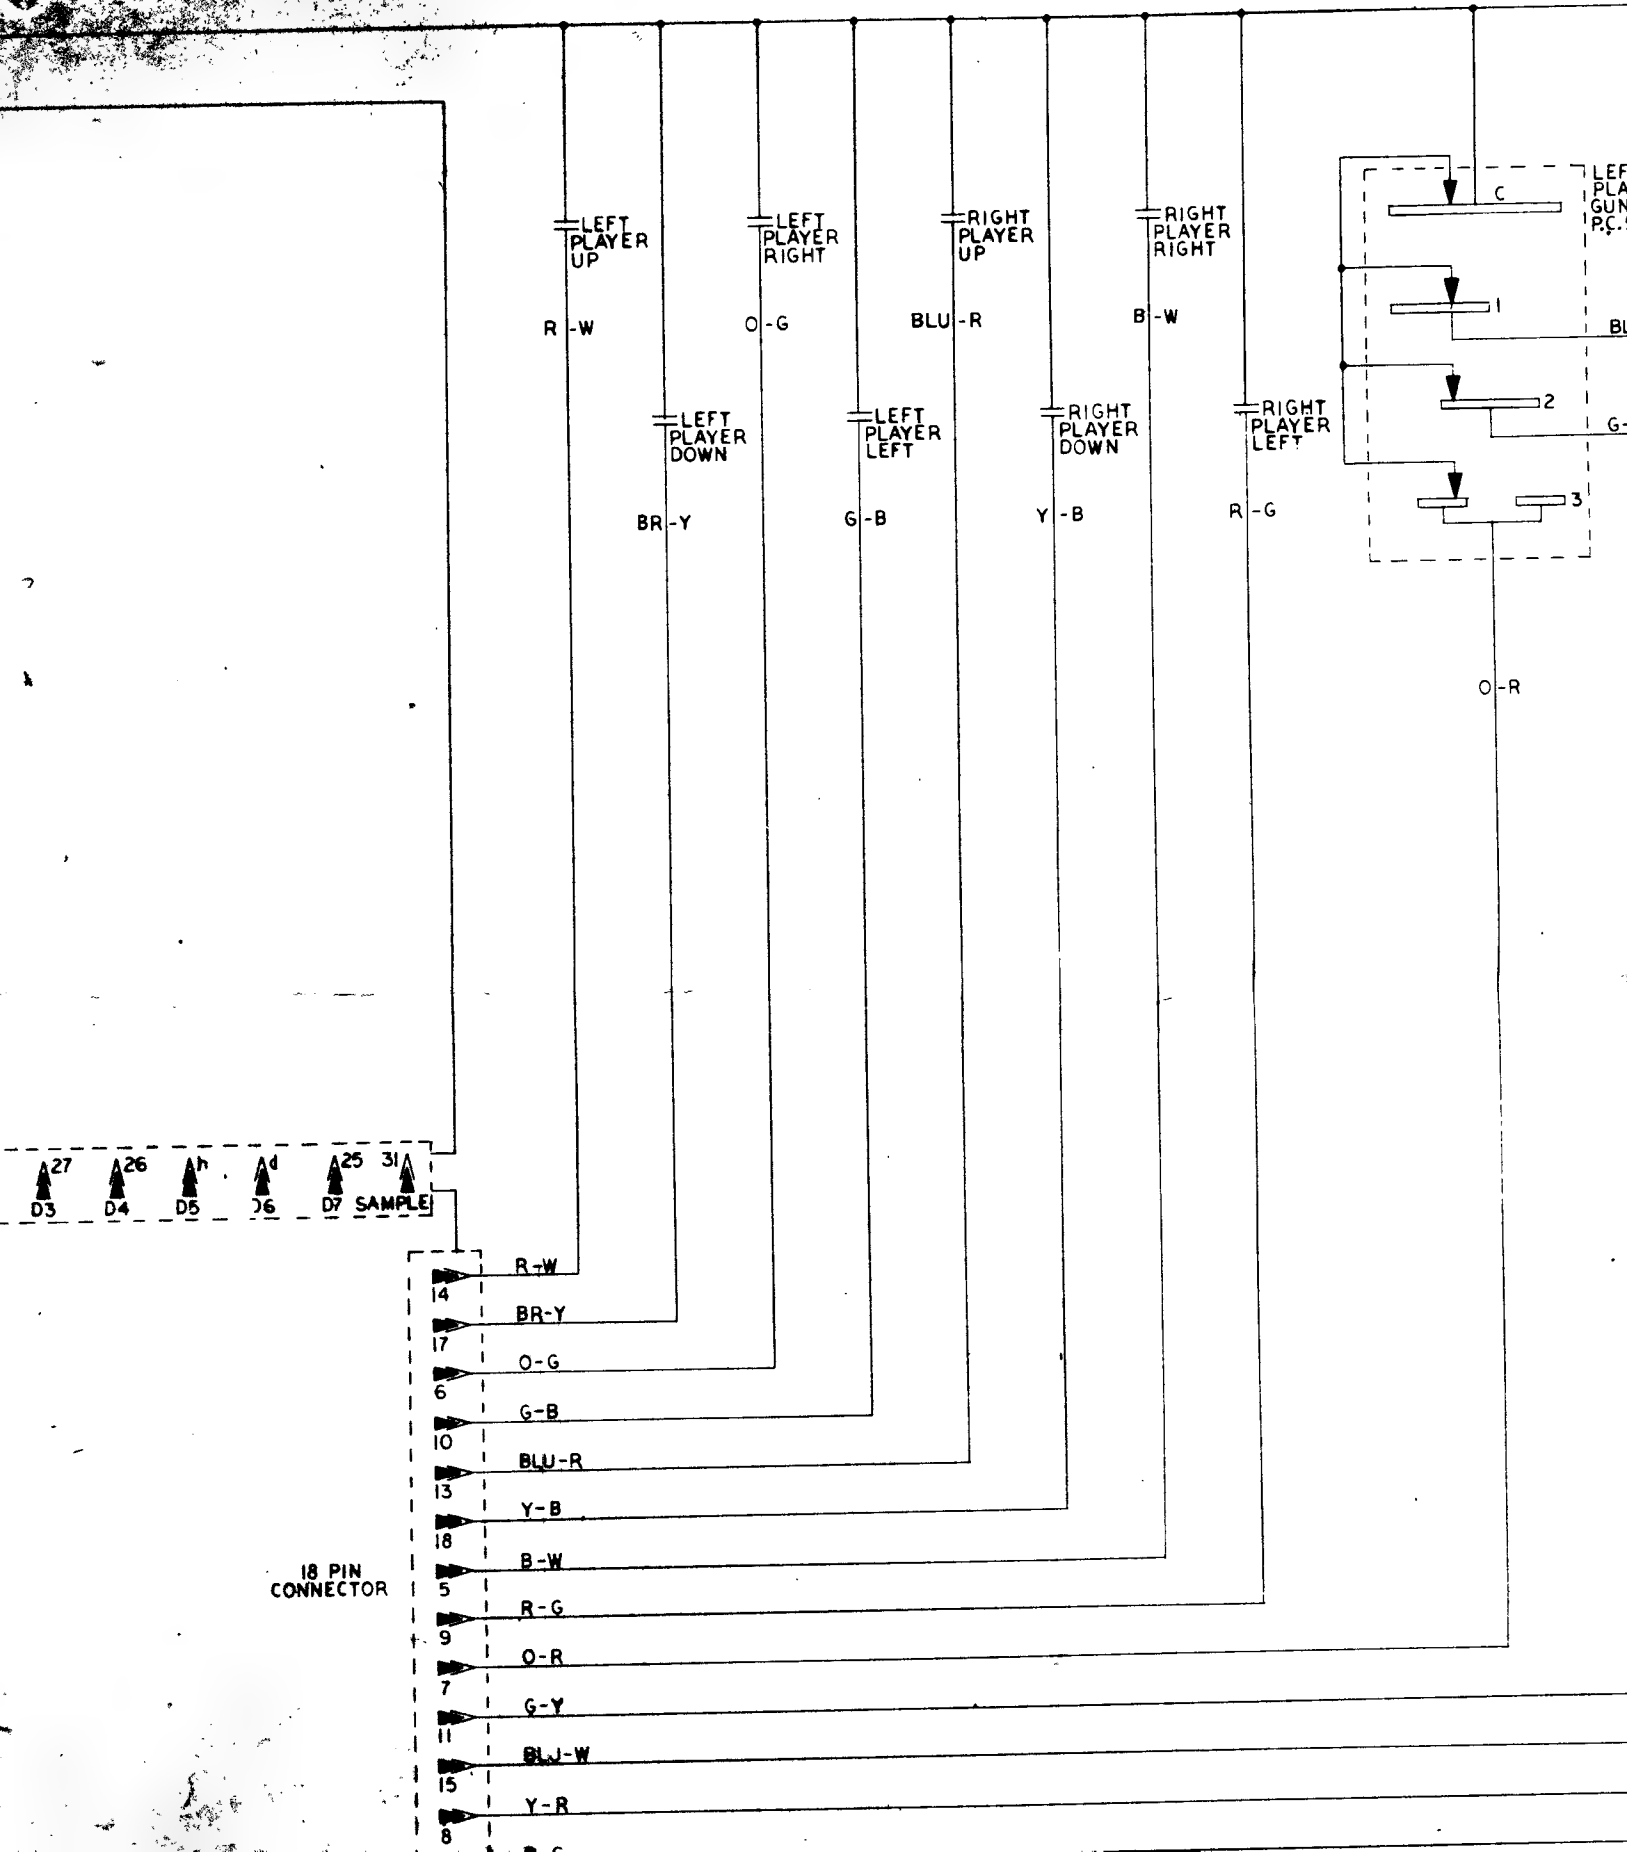 C
LEFT
PLAYER
UP
LEFT
PLAYER
RIGHT
RIGHT
PLAYER
UP
RIGHT
PLAYER
RIGHT
1
R-W
O-G
BLU-R
B-W
LEFT
PLAYER
DOWN
LEFT
PLAYER
LEFT
RIGHT
PLAYER
DOWN
RIGHT
PLAYER
LEFT
2
3
BR-Y
G-B
Y-B
R-G
O-R
27
26
h
d
25
31
D3
D4
D5
D7
SAMPLE
R-W
14
BR-Y
17
O-G
6
G-B
10
BLU-R
13
Y-B
18
18 PIN
CONNECTOR
B-W
5
R-G
9
O-R
7
G-Y
11
BLU-W
15
Y-R
8